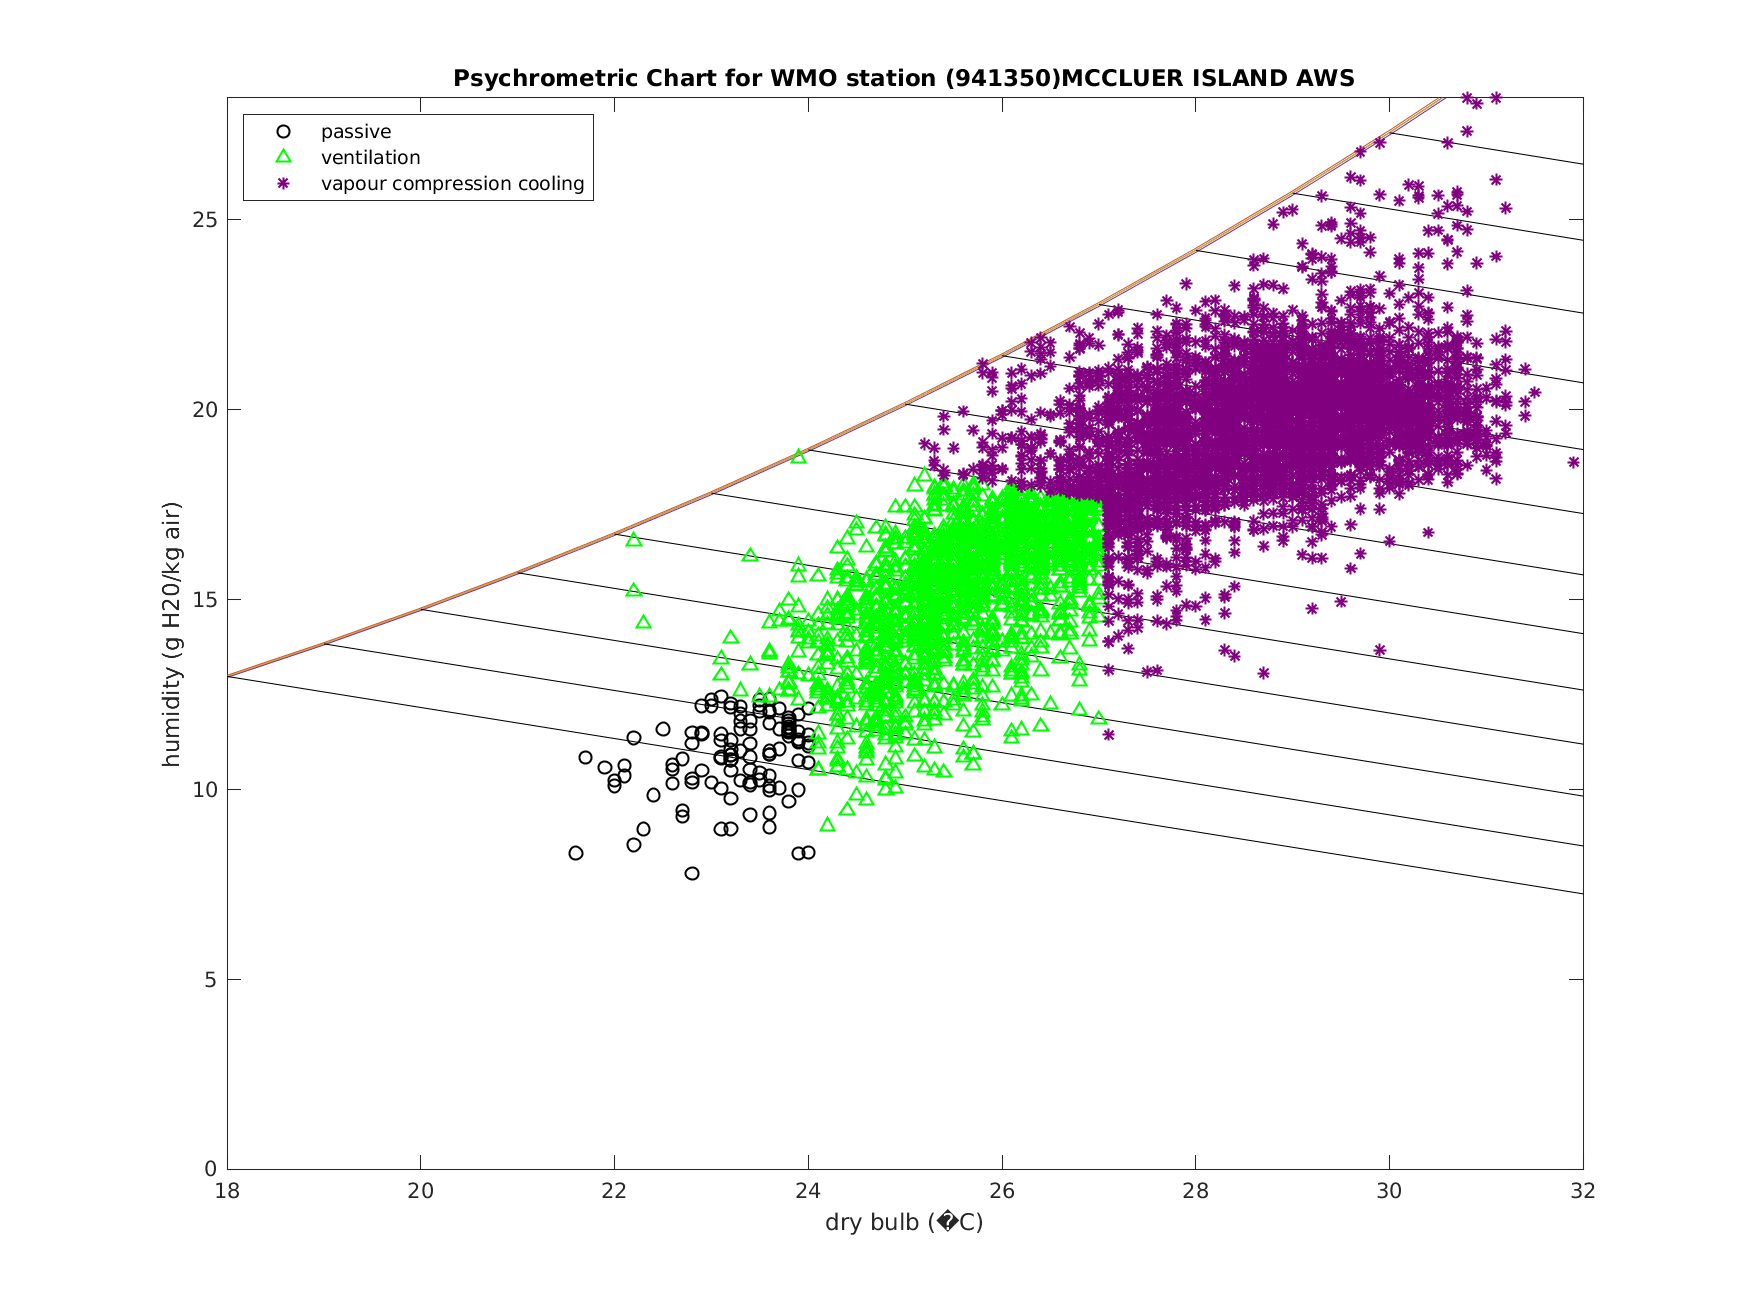 Psychrometric Chart for WMO station (941350)MCCLUER ISLAND AWS
passive
ventilation
vapour compression cooling
humidity (g H20/kg air)
25
20
15
10
5
0
18 20 22 24 26 28 30 32
dry bulb (�C)